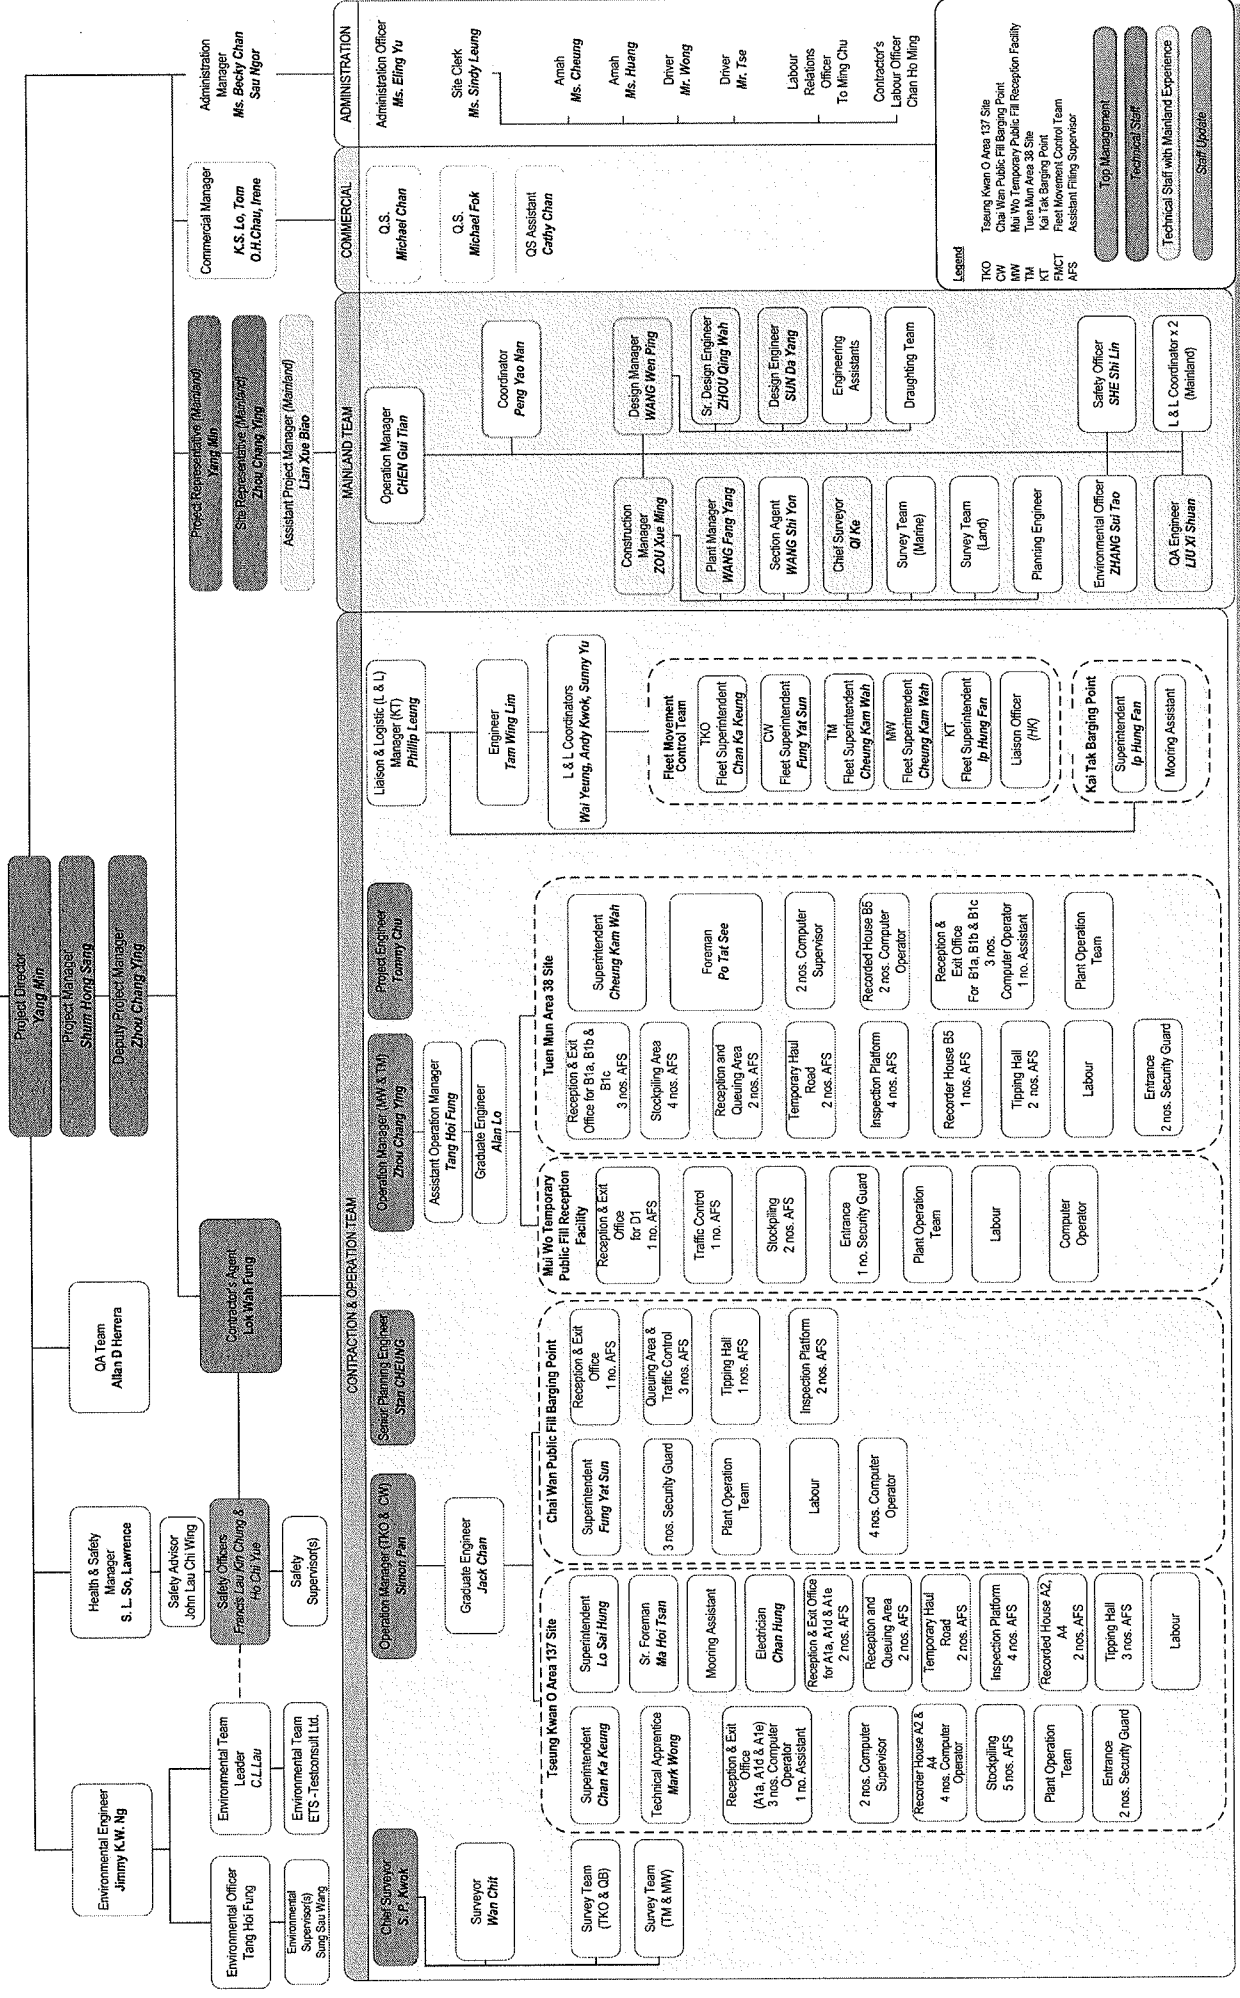 Project Director
Yang Min
Project Manager
Shum Hong Sang
Deputy Project Manager
Zhou Chang Ying
Environmental Engineer
Jimmy K.W. Ng
Environmental Officer
Tang Hoi Fung
Environmental
Supervisor(s)
Sung Sau Wang
Environmental Team
Leader
C.L.Lau
Environmental Team
ETS -Testconsult Ltd.
Health & Safety
Manager
S. L. So, Lawrence
Safety Advisor
John Lau Chi Wing
Safety Officers
Francis Lau Kin Chung &
Ho Chi Yue
Safety
Supervisor(s)
QA Team
Allan D Herrera
Contractor's Agent
Lok Wah Fung
Project Representative (Mainland)
Yang Min
Site Representative (Mainland)
Zhou Chang Ying
Assistant Project Manager (Mainland)
Lian Xue Biao
Commercial Manager
K.S. Lo, Tom
O.H.Chau, Irene
Administration
Manager
Ms. Becky Chan
Sau Ngor
CONTRACTION & OPERATION TEAM
Chief Surveyor
S. P. Kwok
Surveyor
Wan Chit
Survey Team
(TKO & QB)
Survey Team
(TM & MW)
Operation Manager (TKO & CW)
Simon Pan
Graduate Engineer
Jack Chan
Senior Planning Engineer
Stan CHEUNG
Operation Manager (MW & TM)
Zhou Chang Ying
Assistant Operation Manager
Tang Hoi Fung
Graduate Engineer
Alan Lo
Project Engineer
Tommy Chu
Tseung Kwan O Area 137 Site
Superintendent
Chan Ka Keung
Technical Apprentice
Mark Wong
Reception & Exit
Office
(A1a, A1d & A1e)
3 nos. Computer
Operator
1 no. Assistant
2 nos. Computer
Supervisor
Recorder House A2 &
A4
4 nos. Computer
Operator
Stockpiling
5 nos. AFS
Plant Operation
Team
Entrance
2 nos. Security Guard
Superintendent
Lo Sai Hung
Sr. Foreman
Ma Hoi Tsan
Mooring Assistant
Electrician
Chan Hung
Reception & Exit Office
for A1a, A1d & A1e
2 nos. AFS
Reception and
Queuing Area
2 nos. AFS
Temporary Haul
Road
2 nos. AFS
Inspection Platform
4 nos. AFS
Recorded House A2,
A4
2 nos. AFS
Tipping Hall
3 nos. AFS
Labour
Chai Wan Public Fill Barging Point
Superintendent
Fung Yat Sun
3 nos. Security Guard
Plant Operation
Team
Labour
4 nos. Computer
Operator
Reception & Exit
Office
1 no. AFS
Queuing Area &
Traffic Control
3 nos. AFS
Tipping Hall
1 nos. AFS
Inspection Platform
2 nos. AFS
Mui Wo Temporary
Public Fill Reception
Facility
Reception & Exit
Office
for D1
1 no. AFS
Traffic Control
1 no. AFS
Stockpiling
2 nos. AFS
Entrance
1 no. Security Guard
Plant Operation
Team
Labour
Computer
Operator
Tuen Mun Area 38 Site
Reception & Exit
Office for B1a, B1b &
B1c
3 nos. AFS
Stockpiling Area
4 nos. AFS
Reception and
Queuing Area
2 nos. AFS
Temporary Haul
Road
2 nos. AFS
Inspection Platform
4 nos. AFS
Recorder House B5
1 nos. AFS
Tipping Hall
2 nos. AFS
Labour
Entrance
2 nos. Security Guard
Superintendent
Cheung Kam Wah
Foreman
Po Tat See
2 nos. Computer
Supervisor
Recorded House B5
2 nos. Computer
Operator
Reception &
Exit Office
For B1a, B1b & B1c
3 nos.
Computer Operator
1 no. Assistant
Plant Operation
Team
Liaison & Logistic (L & L)
Manager (KT)
Phillip Leung
Engineer
Tam Wing Lim
L & L Coordinators
Wai Yeung, Andy Kwok, Sunny Yu
Fleet Movement
Control Team
TKO
Fleet Superintendent
Chan Ka Keung
CW
Fleet Superintendent
Fung Yat Sun
TM
Fleet Superintendent
Cheung Kam Wah
MW
Fleet Superintendent
Cheung Kam Wah
KT
Fleet Superintendent
Ip Hung Fan
Liaison Officer
(HK)
Kai Tak Barging Point
Superintendent
Ip Hung Fan
Mooring Assistant
MAINLAND TEAM
Operation Manager
CHEN Gui Tian
Coordinator
Peng Yao Nan
Construction
Manager
ZOU Xue Ming
Plant Manager
WANG Fang Yang
Section Agent
WANG Shi Yon
Chief Surveyor
QI Ke
Survey Team
(Marine)
Survey Team
(Land)
Planning Engineer
Environmental Officer
ZHANG Sui Tao
QA Engineer
LIU Xi Shuan
Design Manager
WANG Wen Ping
Sr. Design Engineer
ZHOU Qing Wah
Design Engineer
SUN Da Yang
Engineering
Assistants
Draughting Team
Safety Officer
SHE Shi Lin
L & L Coordinator x 2
(Mainland)
COMMERCIAL
Q.S.
Michael Chan
Q.S.
Michael Fok
QS Assistant
Cathy Chan
ADMINISTRATION
Administration Officer
Ms. Eling Yu
Site Clerk
Ms. Sindy Leung
Amah
Ms. Cheung
Amah
Ms. Huang
Driver
Mr. Wong
Driver
Mr. Tse
Labour
Relations
Officer
To Ming Chu
Contractor's
Labour Officer
Chan Ho Ming
Legend
TKO Tseung Kwan O Area 137 Site
CW Chai Wan Public Fill Barging Point
MW Mui Wo Temporary Public Fill Reception Facility
TM Tuen Mun Area 38 Site
KT Kai Tak Barging Point
FMCT Fleet Movement Control Team
AFS Assistant Filling Supervisor
Top Management
Technical Staff
Technical Staff with Mainland Experience
Staff Update